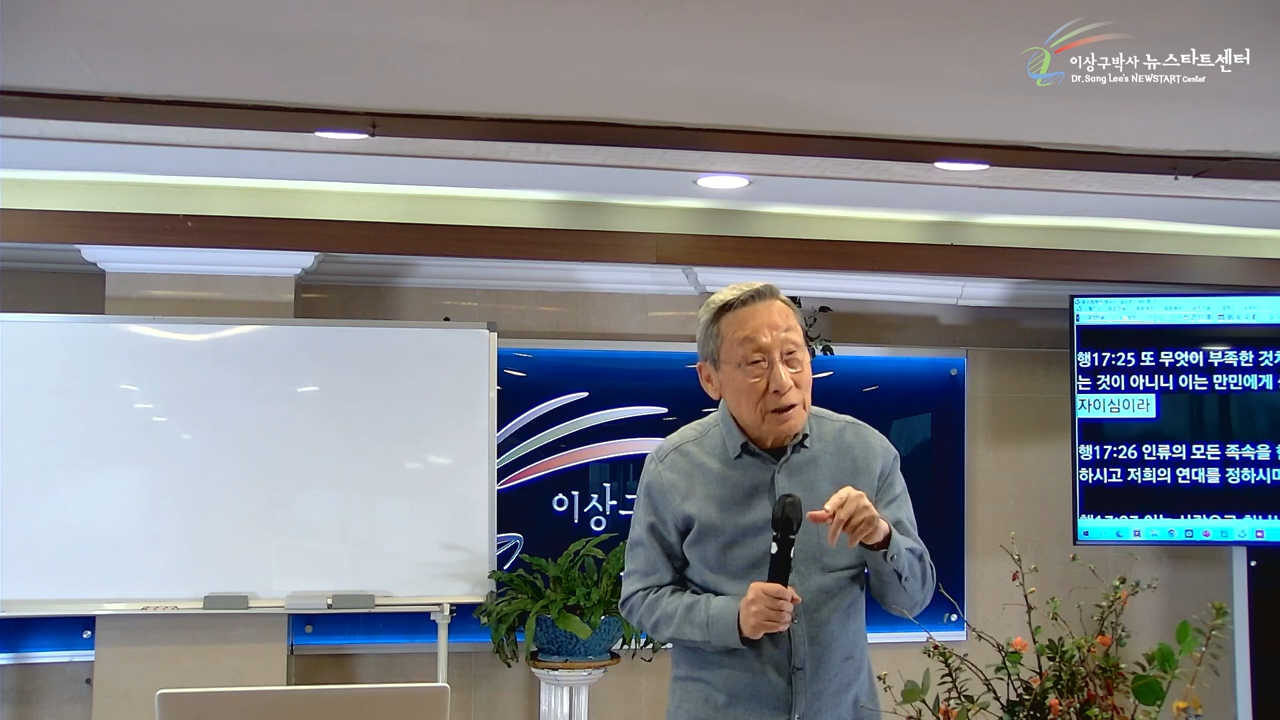 이상구박사 뉴스타트센터
Dr. Sang Lee's NEWSTART Center
이상구
행17:25 또 무엇이 부족한 것처
는 것이 아니니 이는 만민에게
자이심이라
행17:26 인류의 모든 족속을 한
하시고 저희의 연대를 정하시며